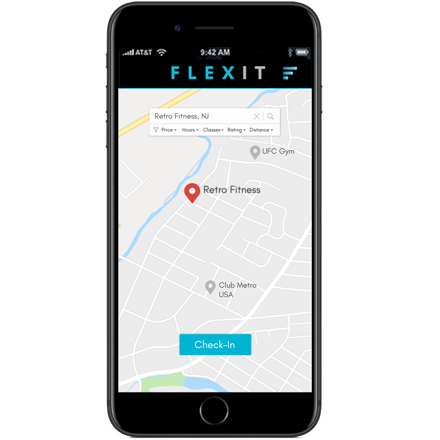 AT&T 9:42 AM
FLEXIT
Retro Fitness, NJ
Price Hours Classes Rating Distance
UFC Gym
Retro Fitness
Club Metro
USA
Check-In